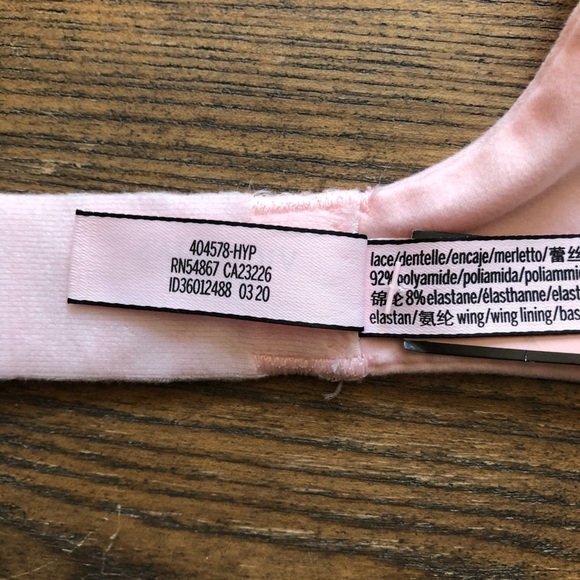 404578-HYP
RN54867 CA23226
ID36012488 03 20
lace/dentelle/encaje/merletto/蕾丝
92% polyamide/poliamida/poliammi
锦纶 8% elastane/élasthanne/elast
elastan/氨纶 wing/wing lining/bas